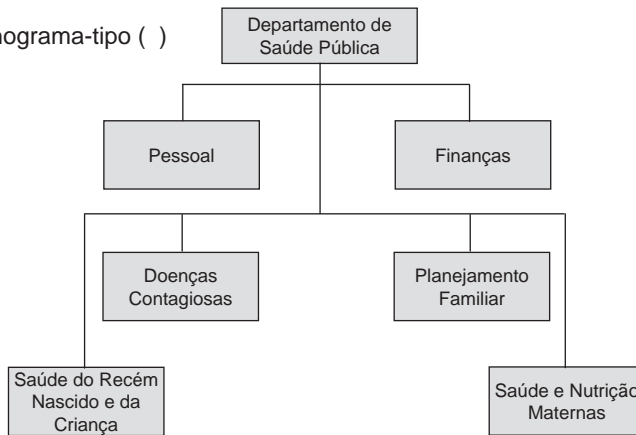 nograma-tipo ( )
Departamento de
Saúde Pública
Pessoal
Finanças
Doenças
Contagiosas
Planejamento
Familiar
Saúde do Recém
Nascido e da
Criança
Saúde e Nutrição
Maternas